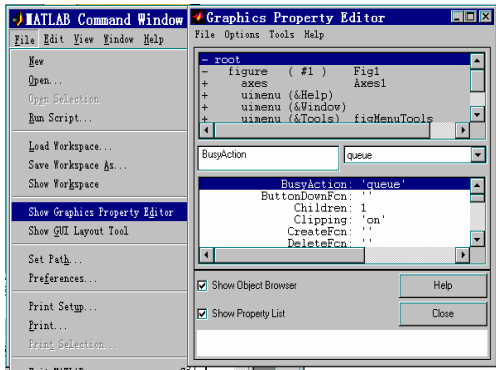 MATLAB Command Window
File Edit View Window Help
New
Open...
Open Selection
Run Script...
Load Workspace...
Save Workspace As...
Show Workspace
Show Graphics Property Editor
Show GUI Layout Tool
Set Path...
Preferences...
Print Setup...
Print...
Print Selection...
Graphics Property Editor
File Options Tools Help
- root
- figure ( #1 ) Fig1
+ axes Axes1
+ uimenu (&Help)
+ uimenu (&Window)
+ uimenu (&Tools) figMenuTools
BusyAction queue
BusyAction: 'queue'
ButtonDownFcn: ''
Children: 1
Clipping: 'on'
CreateFcn: ''
DeleteFcn: ''
Show Object Browser Help
Show Property List Close